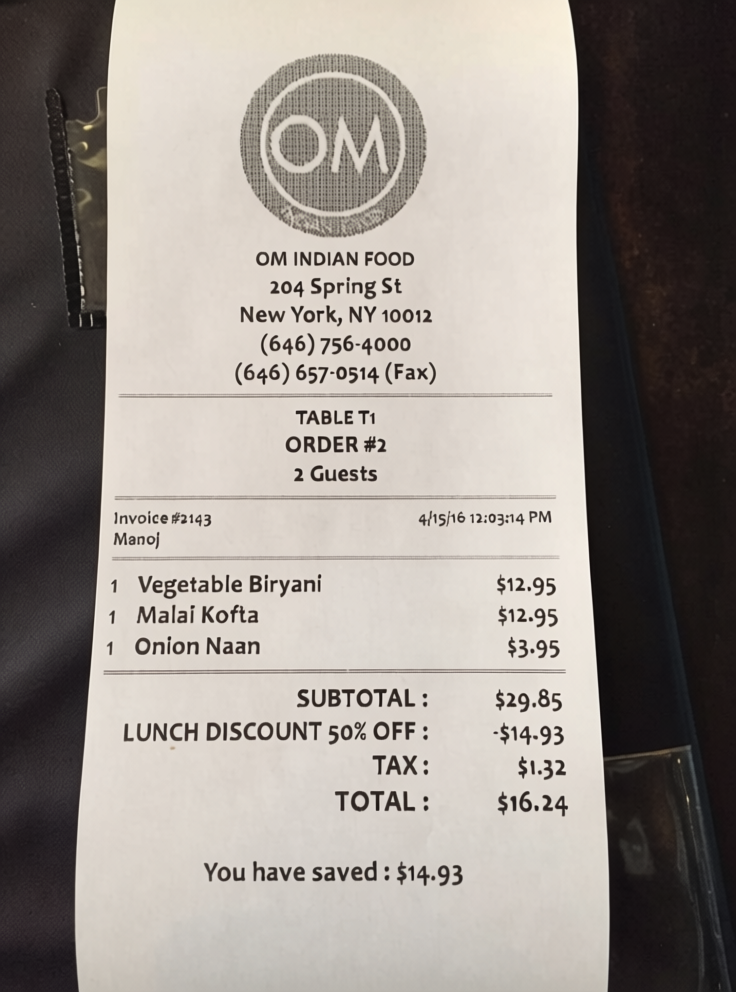 OM
OM INDIAN FOOD
204 Spring St
New York, NY 10012
(646) 756-4000
(646) 657-0514 (Fax)
TABLE T1
ORDER #2
2 Guests
Invoice #2143 4/15/16 12:03:14 PM
Manoj
1 Vegetable Biryani $12.95
1 Malai Kofta $12.95
1 Onion Naan $3.95
SUBTOTAL : $29.85
LUNCH DISCOUNT 50% OFF : -$14.93
TAX : $1.32
TOTAL : $16.24
You have saved : $14.93